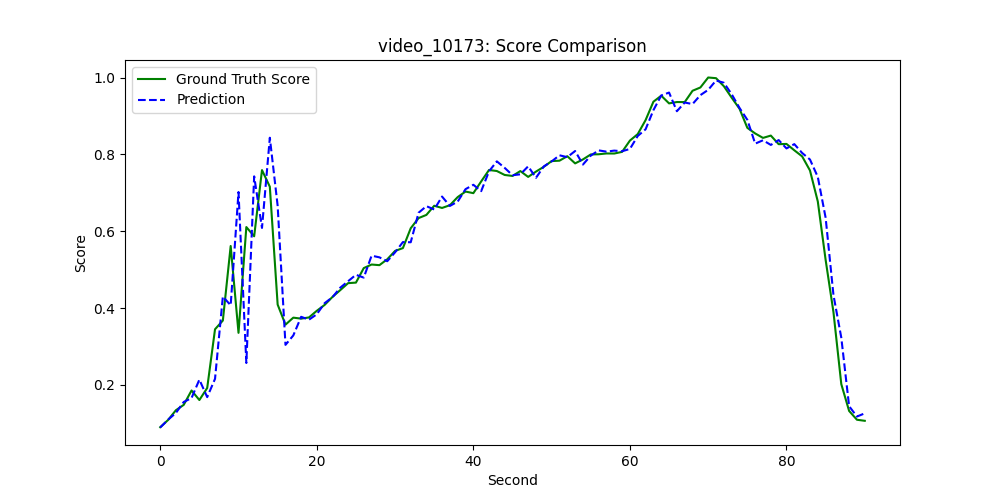 video_10173: Score Comparison
Ground Truth Score
Prediction
1.0
0.8
0.6
0.4
0.2
Score
0 20 40 60 80
Second